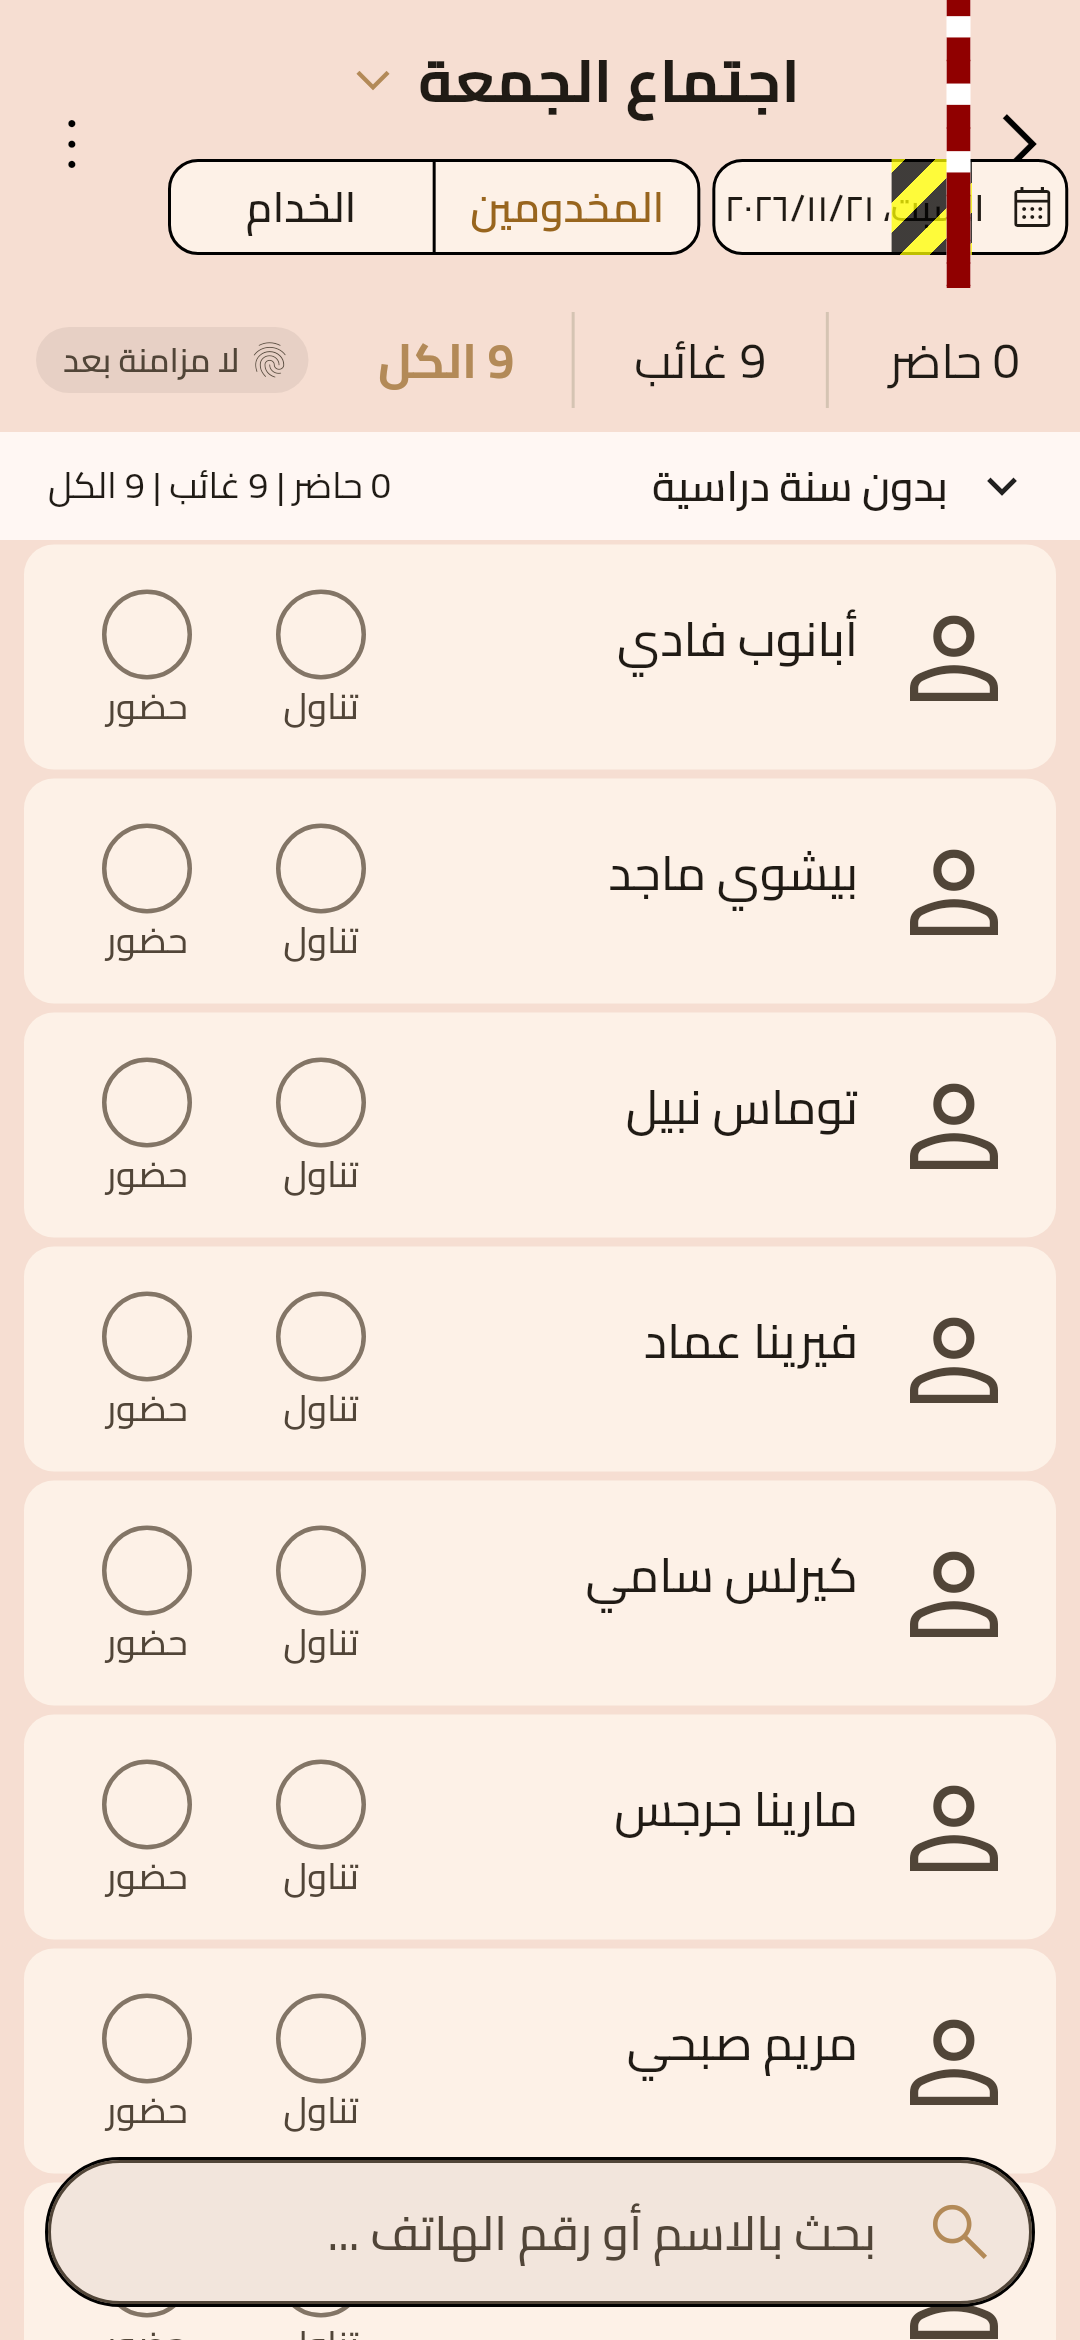 اجتماع الجمعة
٢٠٢٦/١١/٢١
المخدومين
الخدام
0 حاضر
9 غائب
9 الكل
لا مزامنة بعد
بدون سنة دراسية
0 حاضر | 9 غائب | 9 الكل
أبانوب فادي
تناول
حضور
بيشوي ماجد
تناول
حضور
توماس نبيل
تناول
حضور
فيرينا عماد
تناول
حضور
كيرلس سامي
تناول
حضور
مارينا جرجس
تناول
حضور
مريم صبحي
تناول
حضور
بحث بالاسم أو رقم الهاتف ...